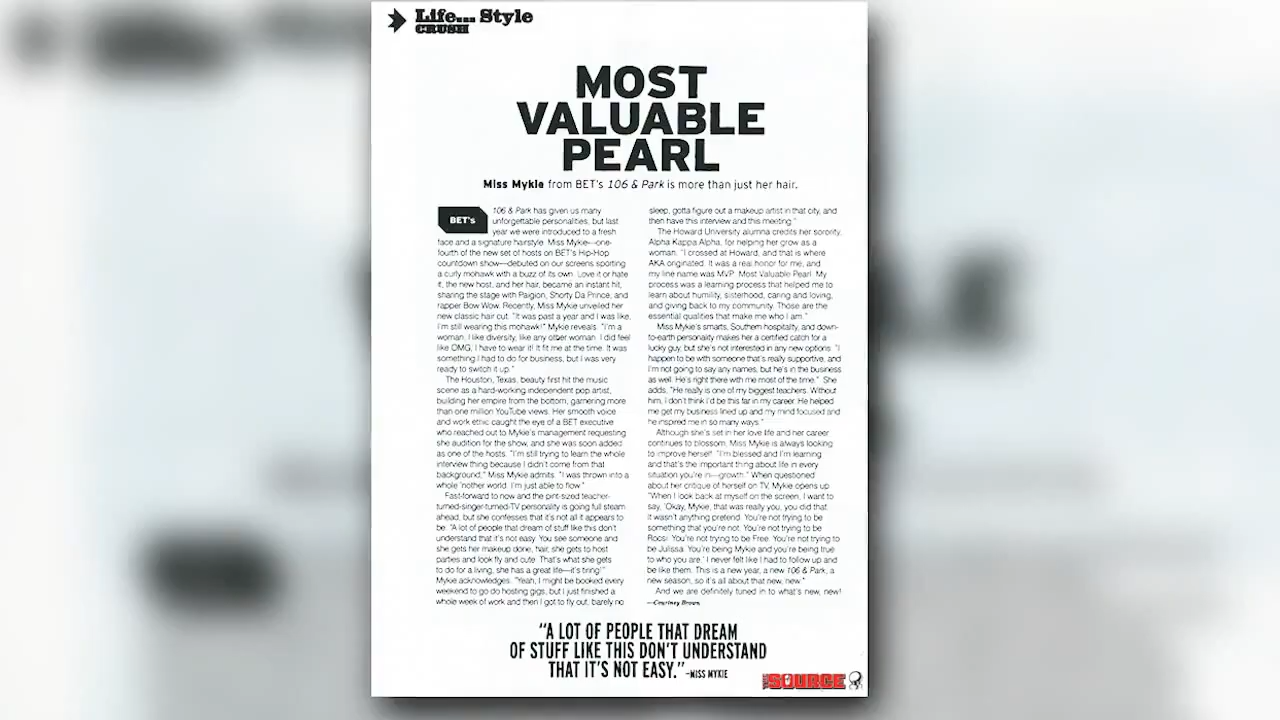 Life... Style
CRUSH
MOST
VALUABLE
PEARL
Miss Mykie from BET's 106 & Park is more than just her hair.
BET's
106 & Park has given us many
unforgettable personalities, but last
year we were introduced to a fresh
face and a signature hairstyle. Miss Mykie—one-
fourth of the new set of hosts on BET's Hip-Hop
countdown show—debuted on our screens sporting
a curly mohawk with a buzz of its own. Love it or hate
it, the new host, and her hair, became an instant hit,
sharing the stage with Paigion, Shorty Da Prince, and
rapper Bow Wow. Recently, Miss Mykie unveiled her
new classic hair cut. "It was past a year and I was like,
I'm still wearing this mohawk!" Mykie reveals. "I'm a
woman, I like diversity, like any other woman. I did feel
like OMG, I have to wear it! It fit me at the time. It was
something I had to do for business, but I was very
ready to switch it up."
The Houston, Texas, beauty first hit the music
scene as a hard-working independent pop artist,
building her empire from the bottom, garnering more
than one million YouTube views. Her smooth voice
and work ethic caught the eye of a BET executive
who reached out to Mykie's management requesting
she audition for the show, and she was soon added
as one of the hosts. "I'm still trying to learn the whole
interview thing because I didn't come from that
background," Miss Mykie admits. "I was thrown into a
whole 'nother world. I'm just able to flow."
Fast-forward to now and the pint-sized teacher-
turned-singer-turned-TV personality is going full steam
ahead, but she confesses that it's not all it appears to
be. "A lot of people that dream of stuff like this don't
understand that it's not easy. You see someone and
she gets her makeup done, hair, she gets to host
parties and look fly and cute. That's what she gets
to do for a living, she has a great life—it's tiring!"
Mykie acknowledges. "Yeah, I might be booked every
weekend to go do hosting gigs, but I just finished a
whole week of work and then I got to fly out, barely no
sleep, gotta figure out a makeup artist in that city, and
then have this interview and this meeting."
The Howard University alumna credits her sorority,
Alpha Kappa Alpha, for helping her grow as a
woman. "I crossed at Howard, and that is where
AKA originated. It was a real honor for me, and
my line name was MVP: Most Valuable Pearl. My
process was a learning process that helped me to
learn about humility, sisterhood, caring and loving,
and giving back to my community. Those are the
essential qualities that make me who I am."
Miss Mykie's smarts, Southern hospitality, and down-
to-earth personality makes her a certified catch for a
lucky guy, but she's not interested in any new options. "I
happen to be with someone that's really supportive, and
I'm not going to say any names, but he's in the business
as well. He's right there with me most of the time." She
adds, "He really is one of my biggest teachers. Without
him, I don't think I'd be this far in my career. He helped
me get my business lined up and my mind focused and
he inspired me in so many ways."
Although she's set in her love life and her career
continues to blossom, Miss Mykie is always looking
to improve herself. "I'm blessed and I'm learning
and that's the important thing about life in every
situation you're in—growth." When questioned
about her critique of herself on TV, Mykie opens up.
"When I look back at myself on the screen, I want to
say, 'Okay, Mykie, that was really you, you did that.
It wasn't anything pretend. You're not trying to be
something that you're not. You're not trying to be
Rocsi. You're not trying to be Free. You're not trying to
be Julissa. You're being Mykie and you're being true
to who you are.' I never felt like I had to follow up and
be like them. This is a new year, a new 106 & Park, a
new season, so it's all about that new, new."
And we are definitely tuned in to what's new, new!
—Courtney Brown
"A LOT OF PEOPLE THAT DREAM
OF STUFF LIKE THIS DON'T UNDERSTAND
THAT IT'S NOT EASY." -MISS MYKIE
THE SOURCE